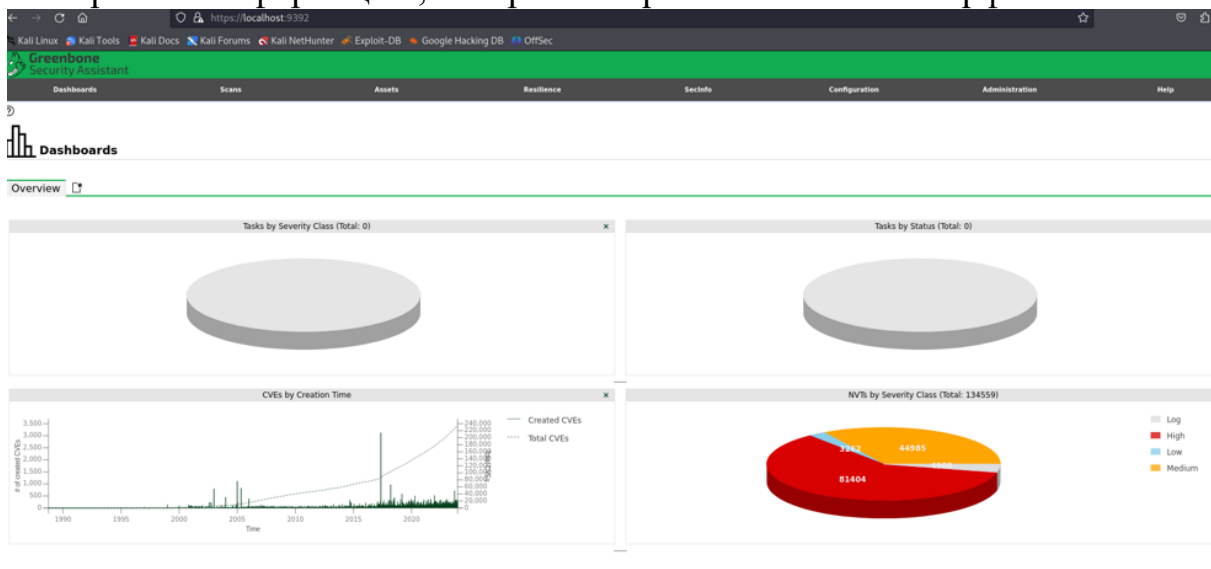 https://localhost:9392
Kali Linux Kali Tools Kali Docs Kali Forums Kali NetHunter Exploit-DB Google Hacking DB OffSec
Greenbone
Security Assistant
Dashboards Scans Assets Resilience SecInfo Configuration Administration Help
Dashboards
Overview
Tasks by Severity Class (Total: 0)
Tasks by Status (Total: 0)
CVEs by Creation Time
# of created CVEs
3,500
3,000
2,500
2,000
1,500
1,000
500
0
1990 1995 2000 2005 2010 2015 2020
Time
240,000
220,000
200,000
180,000
160,000
140,000
120,000
100,000
80,000
60,000
40,000
20,000
0
Created CVEs
Total CVEs
NVTs by Severity Class (Total: 134559)
44985
81404
Log
High
Low
Medium